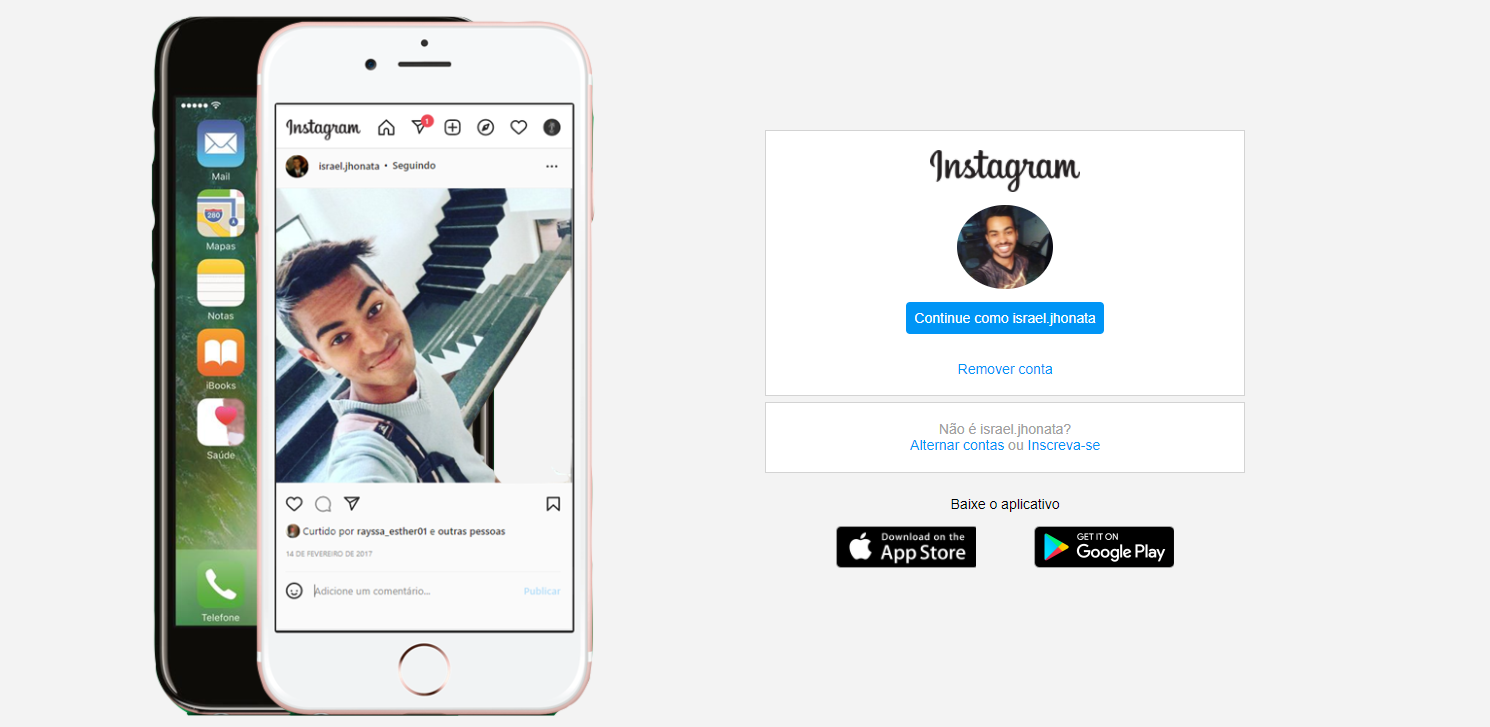 Mail
Mapas
280
Notas
iBooks
Saúde
Telefone
Instagram
1
israel.jhonata • Seguindo
Curtido por rayssa_esther01 e outras pessoas
14 DE FEVEREIRO DE 2017
Adicione um comentário...
Publicar
Instagram
Continue como israel.jhonata
Remover conta
Não é israel.jhonata?
Alternar contas ou Inscreva-se
Baixe o aplicativo
Download on the
App Store
GET IT ON
Google Play